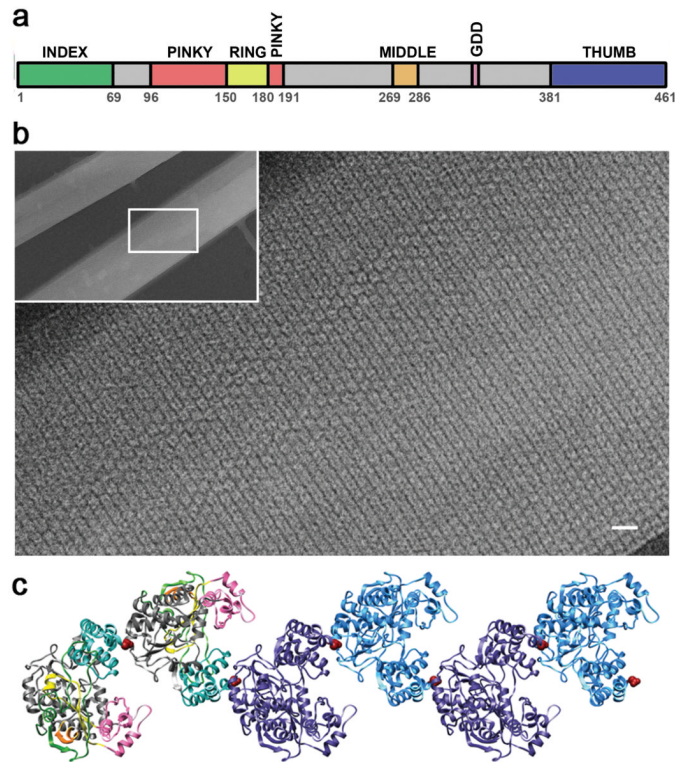 a
INDEX PINKY RING PINKY MIDDLE GDD THUMB
1 69 96 150 180 191 269 286 381 461
b
c